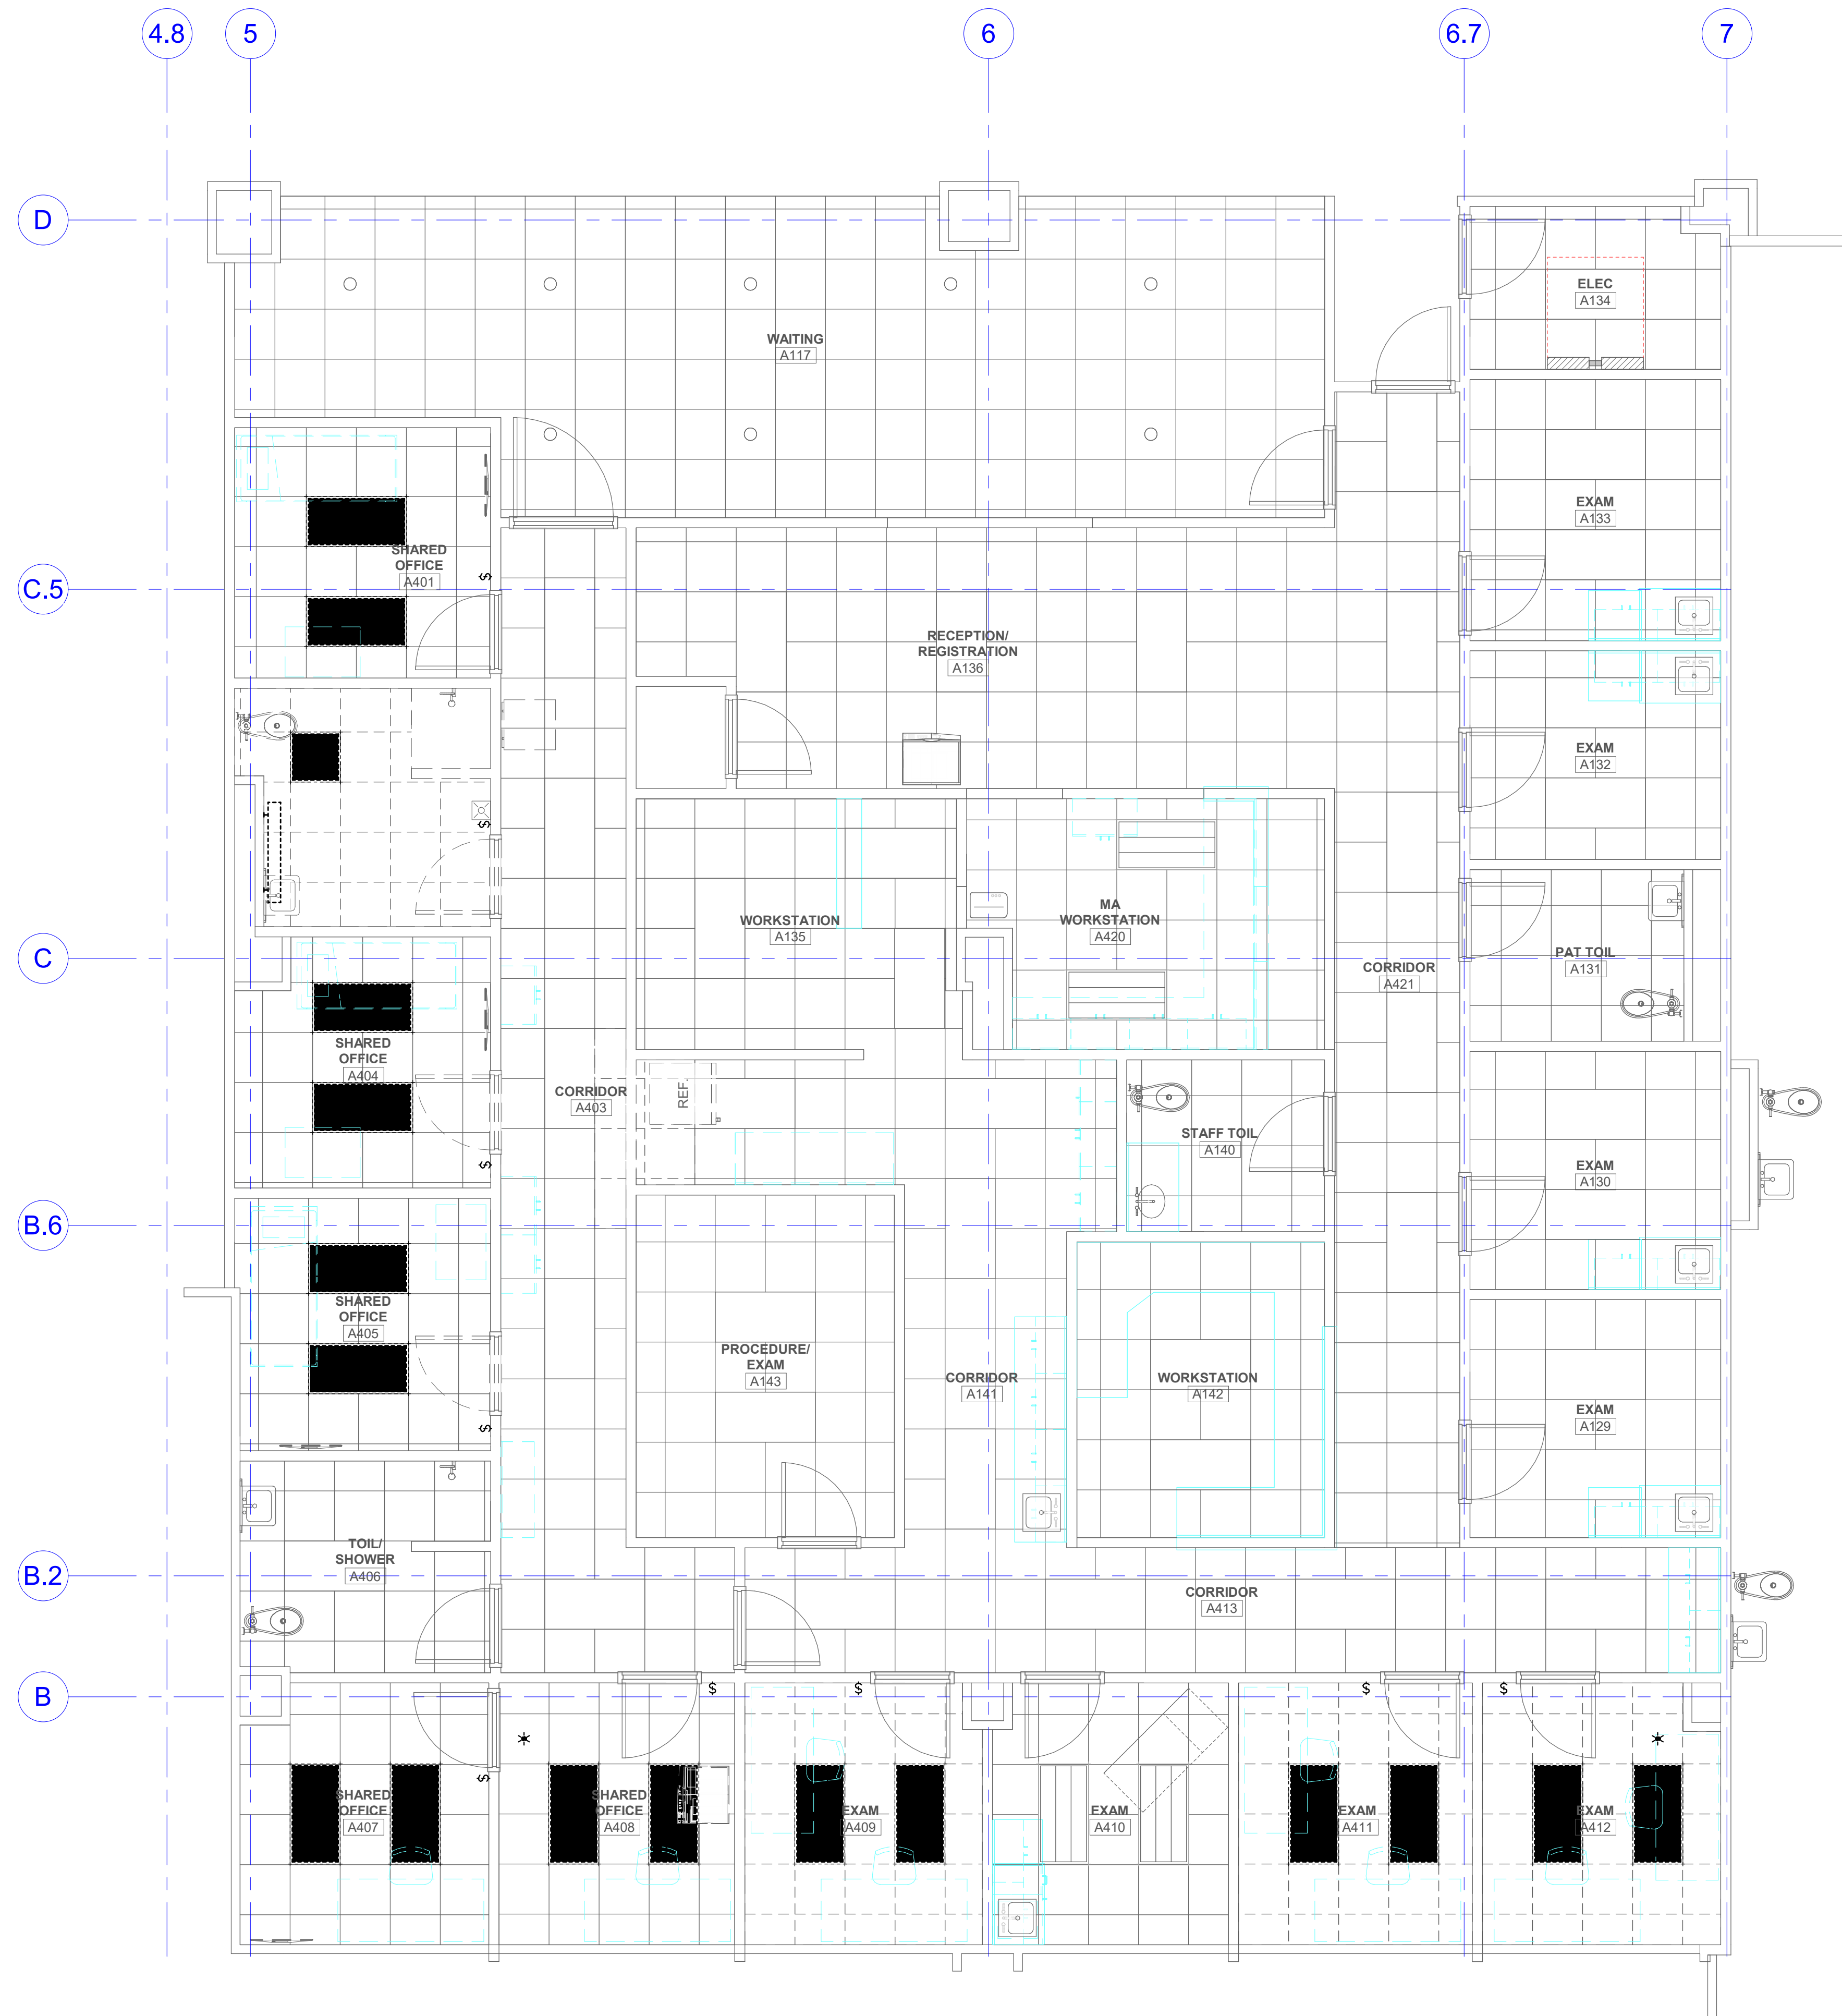 4.8
5
6
6.7
7
D
ELEC
A134
WAITING
A117
EXAM
A133
SHARED
OFFICE
A401
$
C.5
RECEPTION/
REGISTRATION
A136
EXAM
A132
$
MA
WORKSTATION
A420
WORKSTATION
A135
PAT TOIL
A131
C
CORRIDOR
A421
SHARED
OFFICE
A404
CORRIDOR
A403
REF.
STAFF TOIL
A140
$
EXAM
A130
B.6
SHARED
OFFICE
A405
PROCEDURE/
EXAM
A143
CORRIDOR
A141
WORKSTATION
A142
EXAM
A129
$
TOIL/
SHOWER
A406
B.2
CORRIDOR
A413
B
$
$
$
$
$
SHARED
OFFICE
A407
SHARED
OFFICE
A408
EXAM
A409
EXAM
A410
EXAM
A411
EXAM
A412